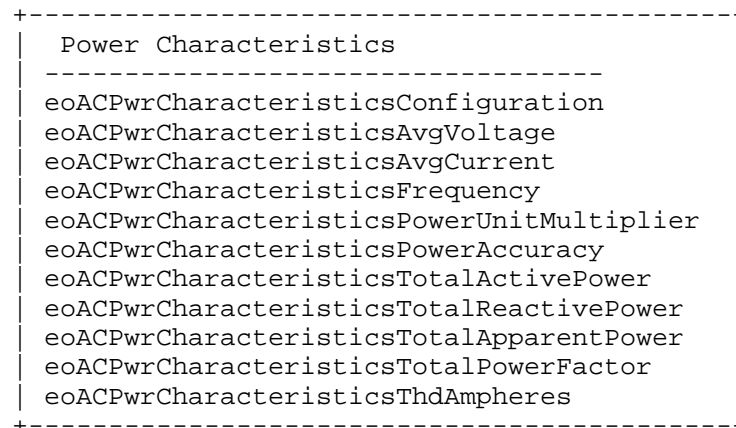 +--------------------------------------------
|  Power Characteristics
| -----------------------------------
| eoACPwrCharacteristicsConfiguration
| eoACPwrCharacteristicsAvgVoltage
| eoACPwrCharacteristicsAvgCurrent
| eoACPwrCharacteristicsFrequency
| eoACPwrCharacteristicsPowerUnitMultiplier
| eoACPwrCharacteristicsPowerAccuracy
| eoACPwrCharacteristicsTotalActivePower
| eoACPwrCharacteristicsTotalReactivePower
| eoACPwrCharacteristicsTotalApparentPower
| eoACPwrCharacteristicsTotalPowerFactor
| eoACPwrCharacteristicsThdAmpheres
+--------------------------------------------